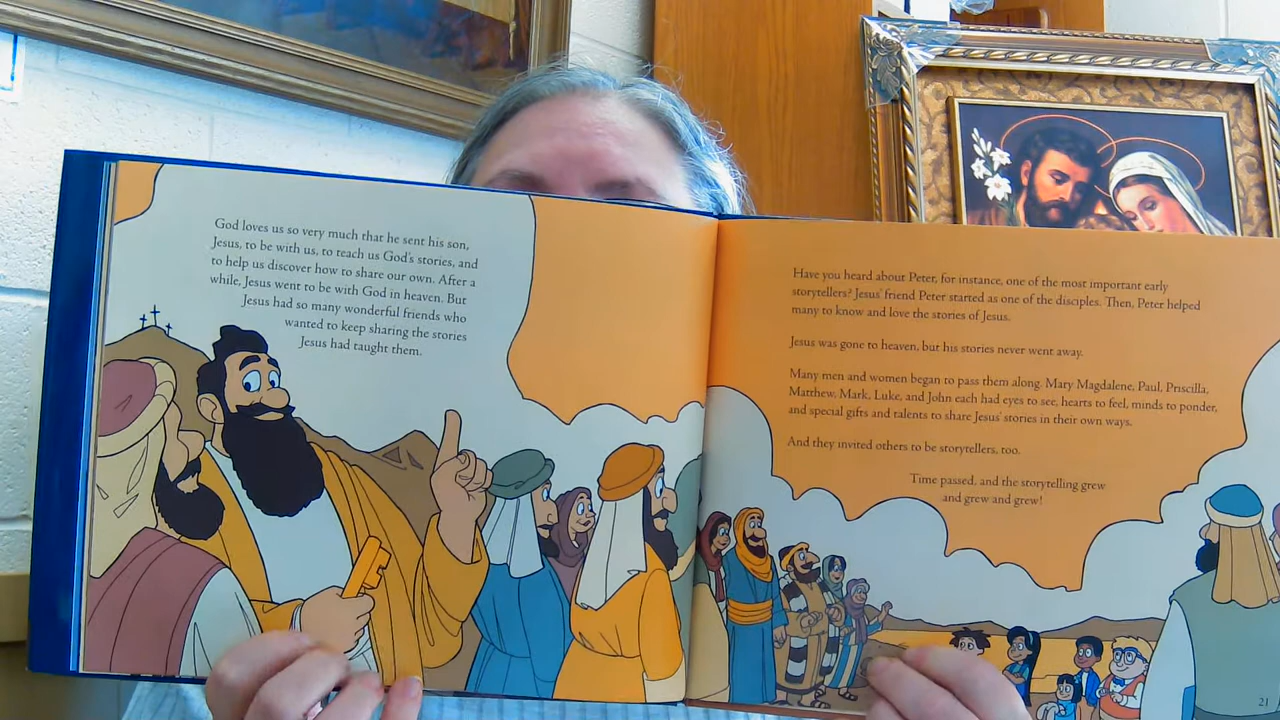 God loves us so very much that he sent his son,
Jesus, to be with us, to teach us God's stories, and
to help us discover how to share our own. After a
while, Jesus went to be with God in heaven. But
Jesus had so many wonderful friends who
wanted to keep sharing the stories
Jesus had taught them.
Have you heard about Peter, for instance, one of the most important early
storytellers? Jesus' friend Peter started as one of the disciples. Then, Peter helped
many to know and love the stories of Jesus.
Jesus was gone to heaven, but his stories never went away.
Many men and women began to pass them along. Mary Magdalene, Paul, Priscilla,
Matthew, Mark, Luke, and John each had eyes to see, hearts to feel, minds to ponder,
and special gifts and talents to share Jesus' stories in their own ways.
And they invited others to be storytellers, too.
Time passed, and the storytelling grew
and grew and grew!
21